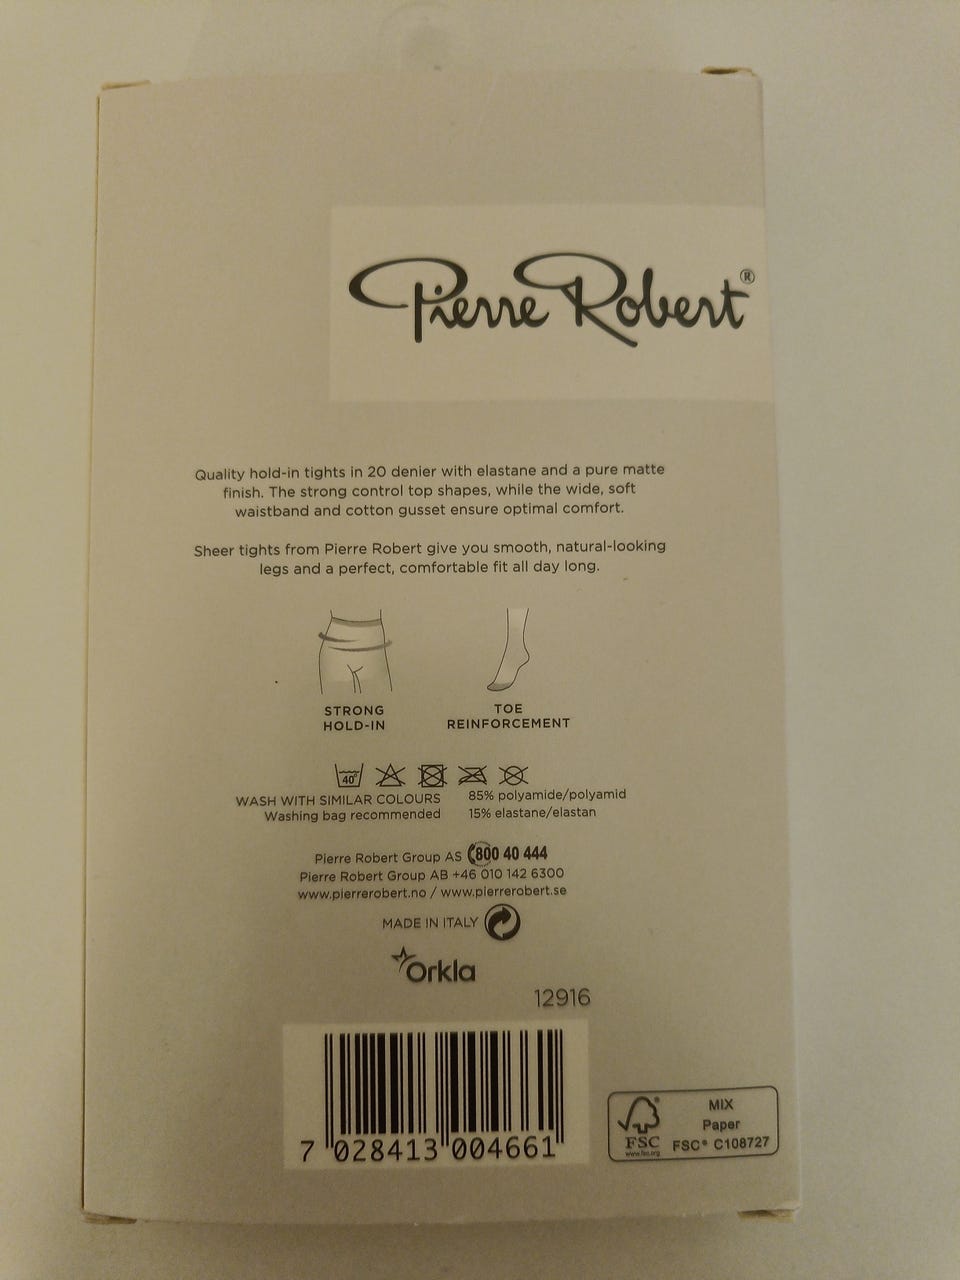 Pierre Robert®
Quality hold-in tights in 20 denier with elastane and a pure matte
finish. The strong control top shapes, while the wide, soft
waistband and cotton gusset ensure optimal comfort.
Sheer tights from Pierre Robert give you smooth, natural-looking
legs and a perfect, comfortable fit all day long.
STRONG
HOLD-IN
TOE
REINFORCEMENT
40°
WASH WITH SIMILAR COLOURS
Washing bag recommended
85% polyamide/polyamid
15% elastane/elastan
Pierre Robert Group AS 800 40 444
Pierre Robert Group AB +46 010 142 6300
www.pierrerobert.no / www.pierrerobert.se
MADE IN ITALY
Orkla
12916
7 028413 004661
FSC®
www.fsc.org
MIX
Paper
FSC® C108727